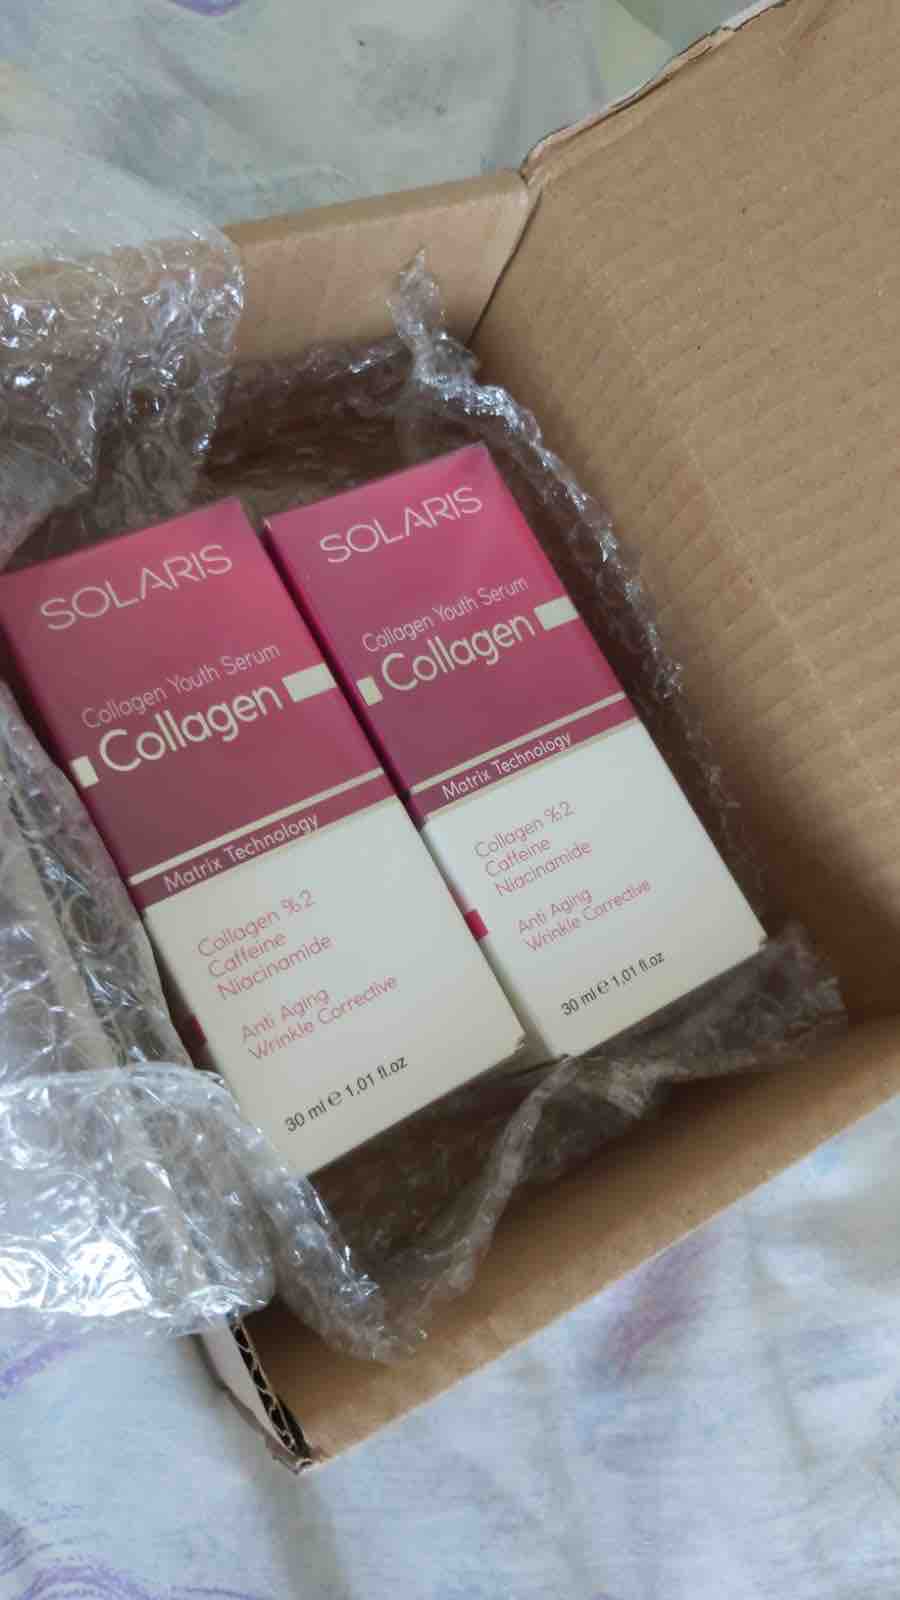 SOLARIS
Collagen Youth Serum
Collagen
Matrix Technology
Collagen %2
Caffeine
Niacinamide
Anti Aging
Wrinkle Corrective
30 ml ℮ 1,01 fl.oz
SOLARIS
Collagen Youth Serum
Collagen
Matrix Technology
Collagen %2
Caffeine
Niacinamide
Anti Aging
Wrinkle Corrective
30 ml ℮ 1,01 fl.oz